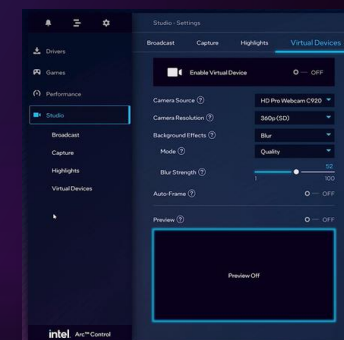 Studio - Settings
Broadcast Capture Highlights Virtual Devices
Drivers
Games
Performance
Studio
Broadcast
Capture
Highlights
Virtual Devices
Enable Virtual Device OFF
Camera Source HD Pro Webcam C920
Camera Resolution 360p (SD)
Background Effects Blur
Mode Quality
Blur Strength 52
1 100
Auto-Frame OFF
Preview OFF
Preview Off
intel. Arc™ Control